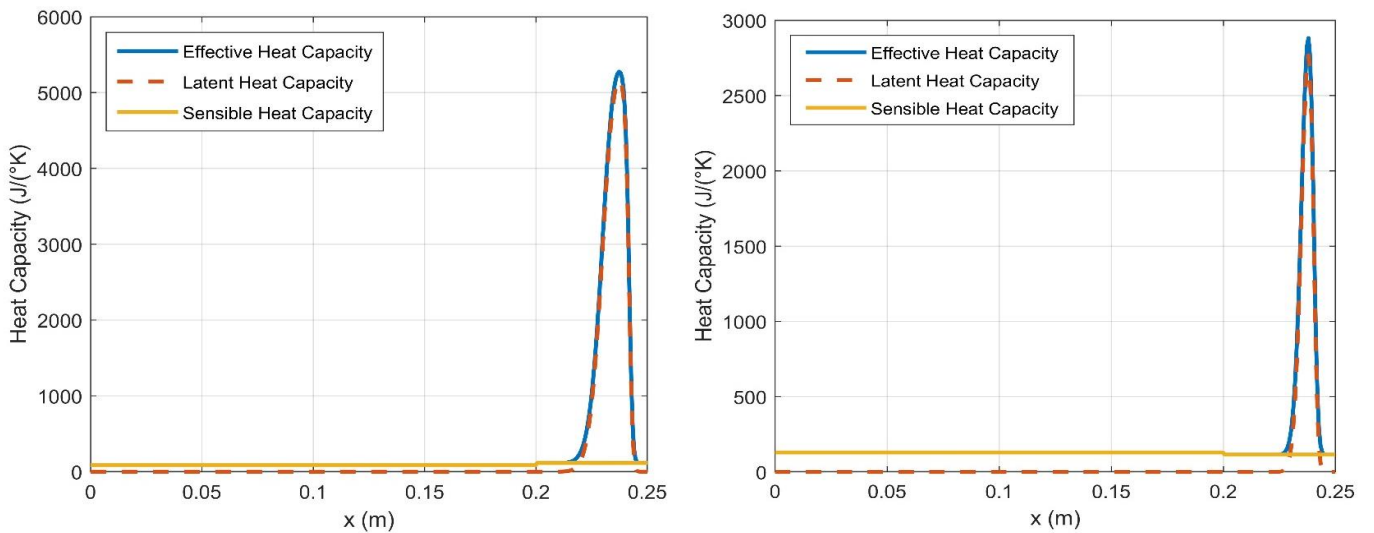 6000
5000
4000
3000
2000
1000
0
Heat Capacity (J/(°K)
Effective Heat Capacity
Latent Heat Capacity
Sensible Heat Capacity
0 0.05 0.1 0.15 0.2 0.25
x (m)
3000
2500
2000
1500
1000
500
0
Heat Capacity (J/(°K)
Effective Heat Capacity
Latent Heat Capacity
Sensible Heat Capacity
0 0.05 0.1 0.15 0.2 0.25
x (m)